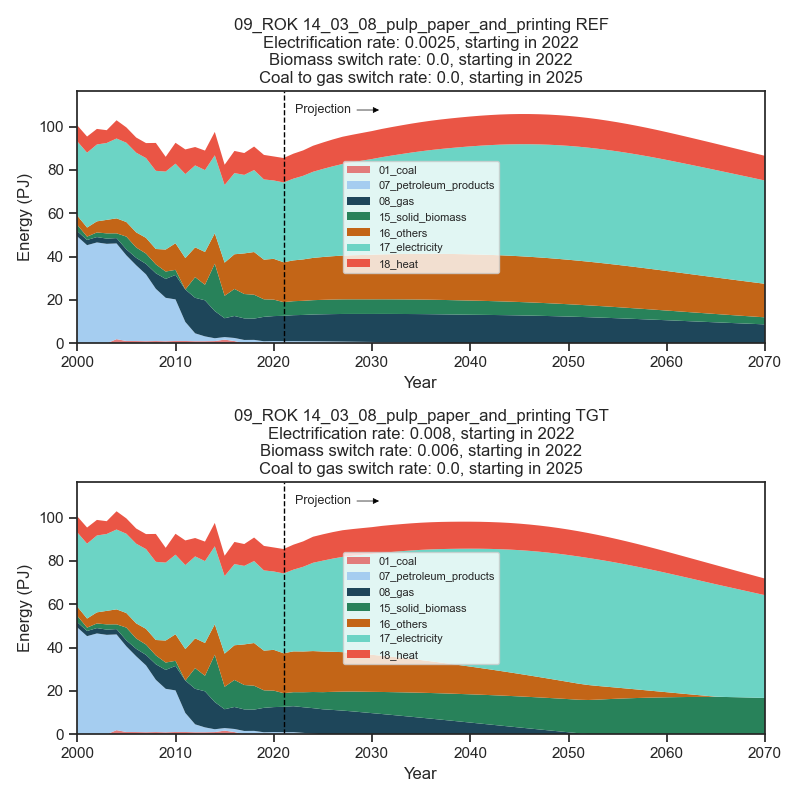 09_ROK 14_03_08_pulp_paper_and_printing REF
Electrification rate: 0.0025, starting in 2022
Biomass switch rate: 0.0, starting in 2022
Coal to gas switch rate: 0.0, starting in 2025
Projection
100
80
60
40
20
0
Energy (PJ)
01_coal
07_petroleum_products
08_gas
15_solid_biomass
16_others
17_electricity
18_heat
2000 2010 2020 2030 2040 2050 2060 2070
Year
09_ROK 14_03_08_pulp_paper_and_printing TGT
Electrification rate: 0.008, starting in 2022
Biomass switch rate: 0.006, starting in 2022
Coal to gas switch rate: 0.0, starting in 2025
Projection
100
80
60
40
20
0
Energy (PJ)
01_coal
07_petroleum_products
08_gas
15_solid_biomass
16_others
17_electricity
18_heat
2000 2010 2020 2030 2040 2050 2060 2070
Year